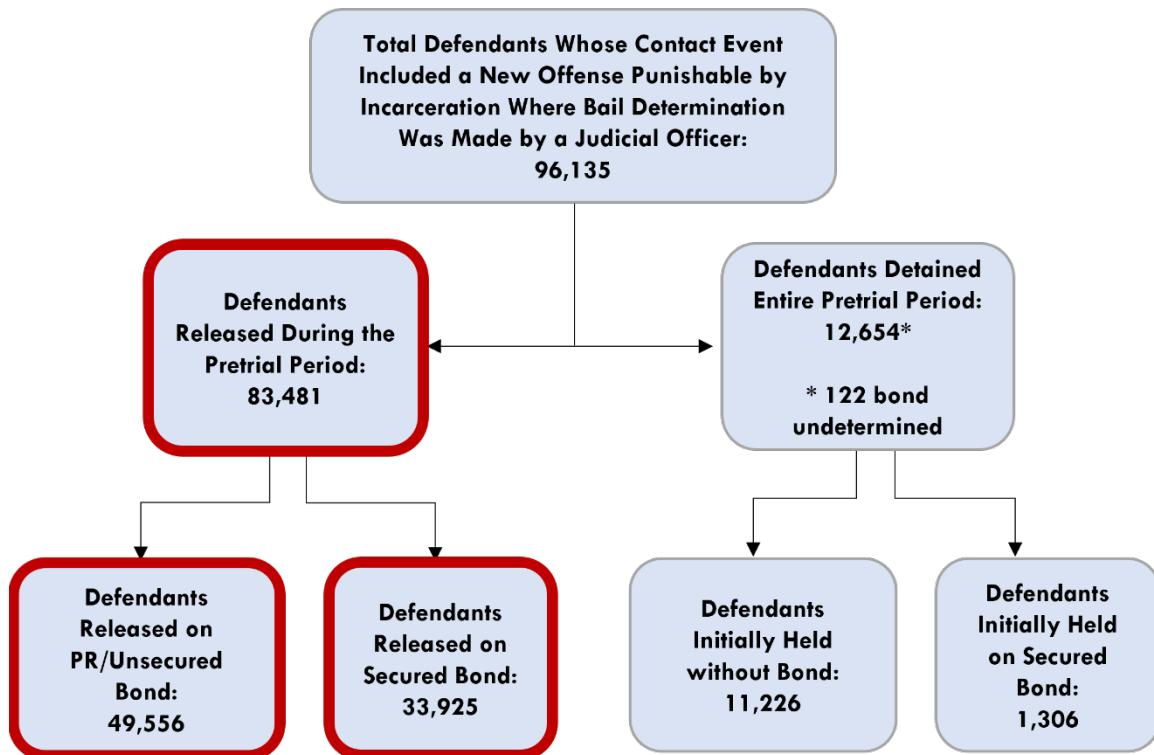 Total Defendants Whose Contact Event
Included a New Offense Punishable by
Incarceration Where Bail Determination
Was Made by a Judicial Officer:
96,135
Defendants
Released During the
Pretrial Period:
83,481
Defendants Detained
Entire Pretrial Period:
12,654*
* 122 bond
undetermined
Defendants
Released on
PR/Unsecured
Bond:
49,556
Defendants
Released on
Secured Bond:
33,925
Defendants
Initially Held
without Bond:
11,226
Defendants
Initially Held
on Secured
Bond:
1,306